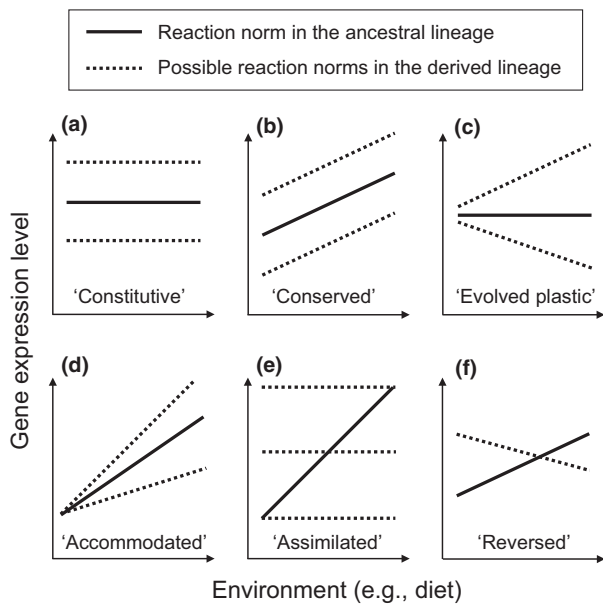 Reaction norm in the ancestral lineage
Possible reaction norms in the derived lineage
(a)
(b)
(c)
‘Constitutive’
‘Conserved’
‘Evolved plastic’
(d)
(e)
(f)
‘Accommodated’
‘Assimilated’
‘Reversed’
Gene expression level
Environment (e.g., diet)